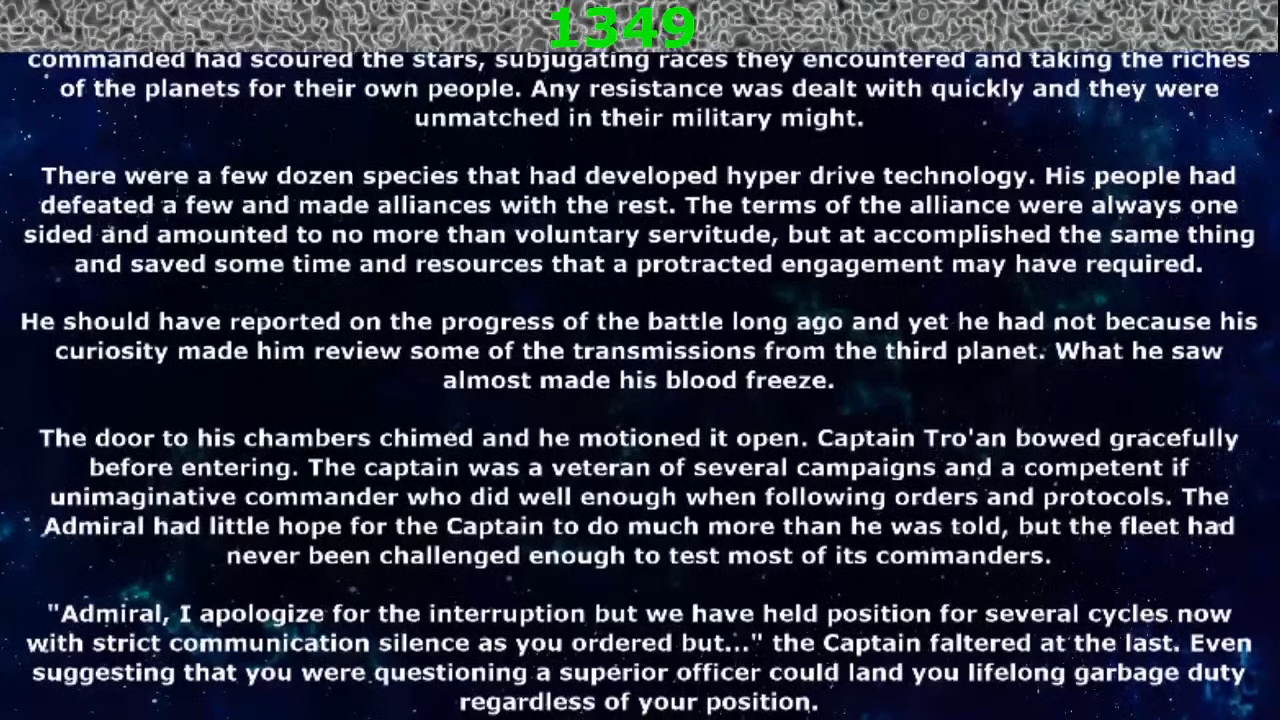 1349
commanded had scoured the stars, subjugating races they encountered and taking the riches
of the planets for their own people. Any resistance was dealt with quickly and they were
unmatched in their military might.
There were a few dozen species that had developed hyper drive technology. His people had
defeated a few and made alliances with the rest. The terms of the alliance were always one
sided and amounted to no more than voluntary servitude, but at accomplished the same thing
and saved some time and resources that a protracted engagement may have required.
He should have reported on the progress of the battle long ago and yet he had not because his
curiosity made him review some of the transmissions from the third planet. What he saw
almost made his blood freeze.
The door to his chambers chimed and he motioned it open. Captain Tro'an bowed gracefully
before entering. The captain was a veteran of several campaigns and a competent if
unimaginative commander who did well enough when following orders and protocols. The
Admiral had little hope for the Captain to do much more than he was told, but the fleet had
never been challenged enough to test most of its commanders.
"Admiral, I apologize for the interruption but we have held position for several cycles now
with strict communication silence as you ordered but..." the Captain faltered at the last. Even
suggesting that you were questioning a superior officer could land you lifelong garbage duty
regardless of your position.